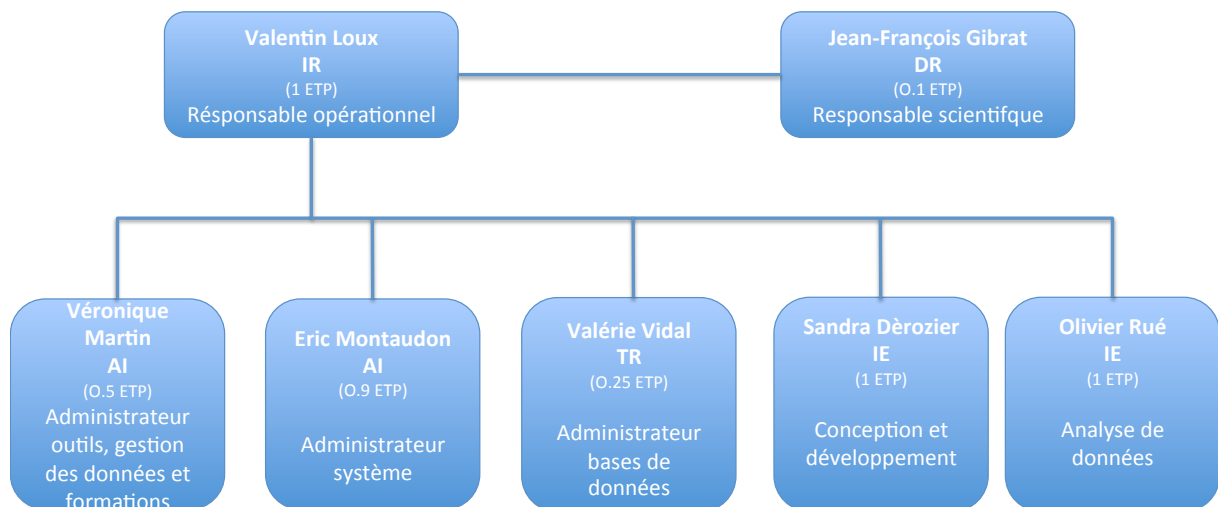 Valentin Loux
IR
(1 ETP)
Résponsable opérationnel
Jean-François Gibrat
DR
(O.1 ETP)
Responsable scientifque
Véronique
Martin
AI
(O.5 ETP)
Administrateur
outils, gestion
des données et
formations
Eric Montaudon
AI
(O.9 ETP)
Administrateur
système
Valérie Vidal
TR
(O.25 ETP)
Administrateur
bases de
données
Sandra Dèrozier
IE
(1 ETP)
Conception et
développement
Olivier Rué
IE
(1 ETP)
Analyse de
données